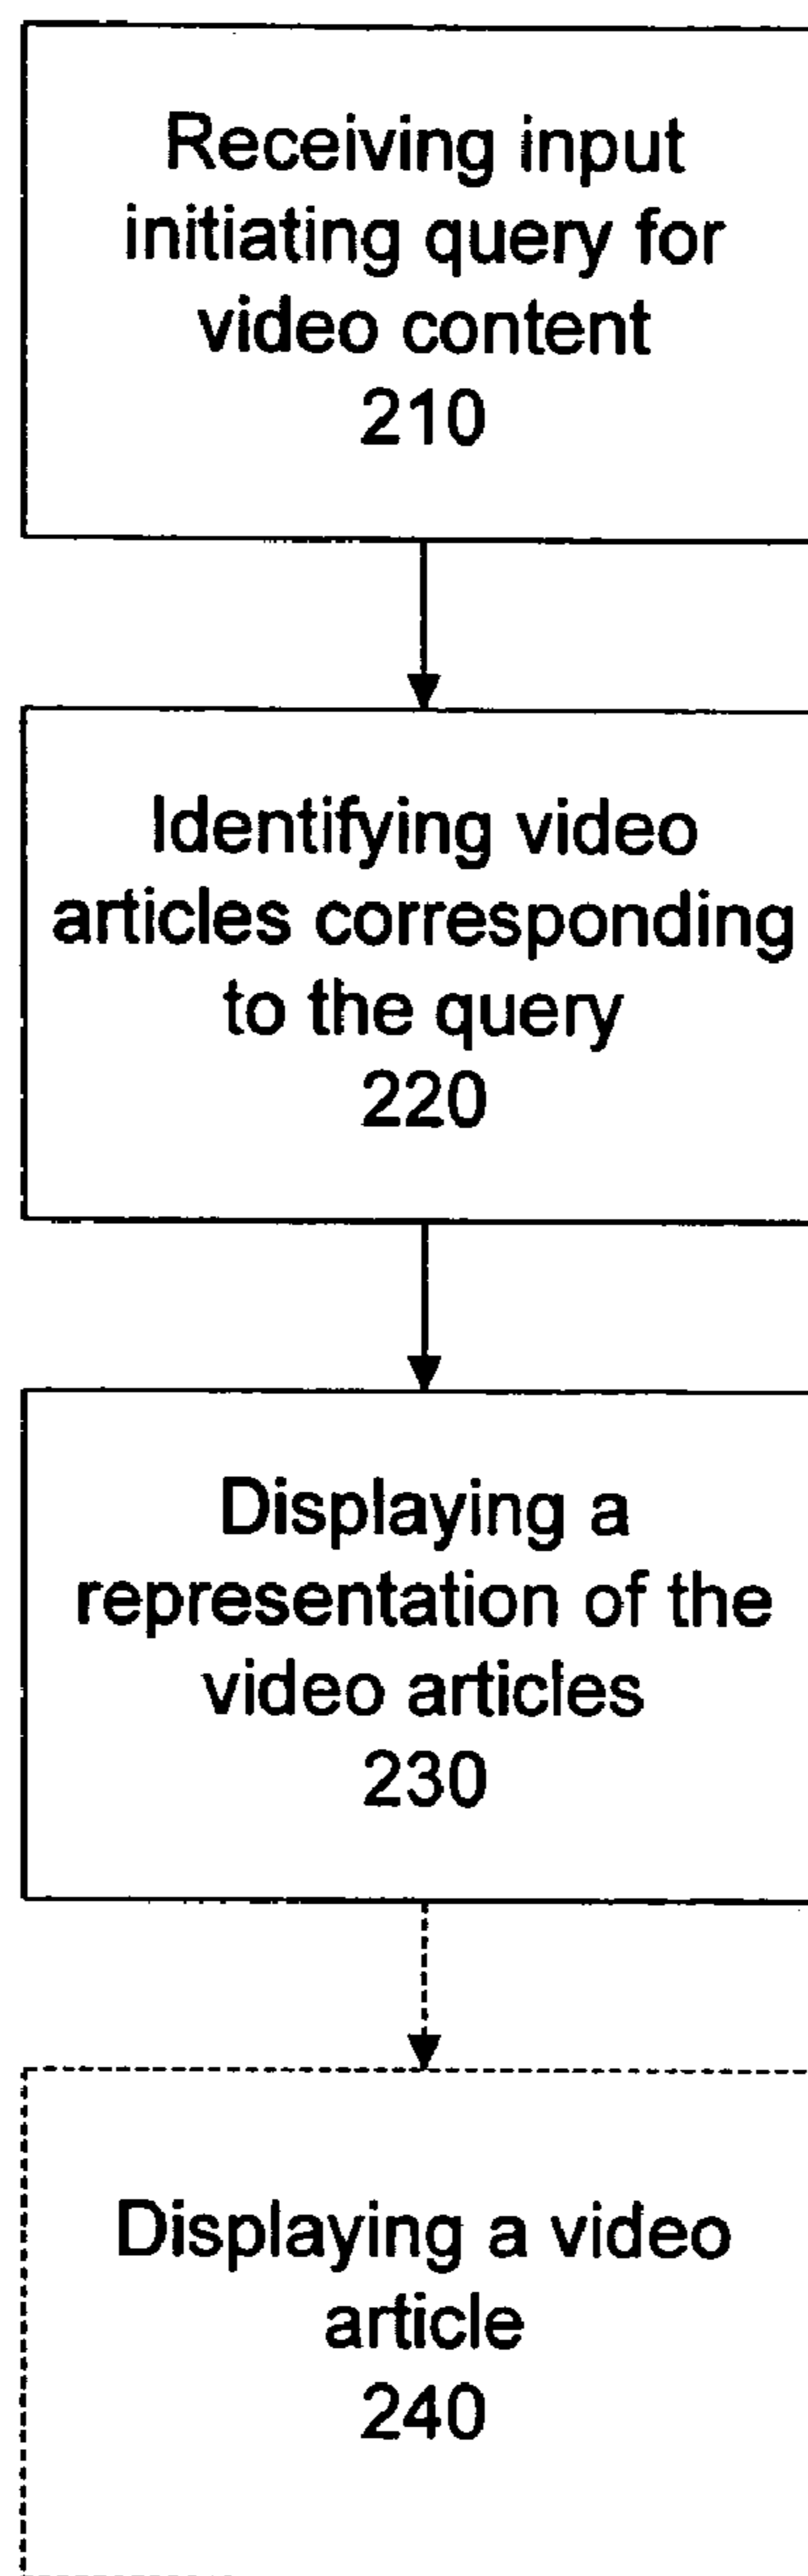 Receiving input
initiating query for
video content
210
Identifying video
articles corresponding
to the query
220
Displaying a
representation of the
video articles
230
Displaying a video
article
240